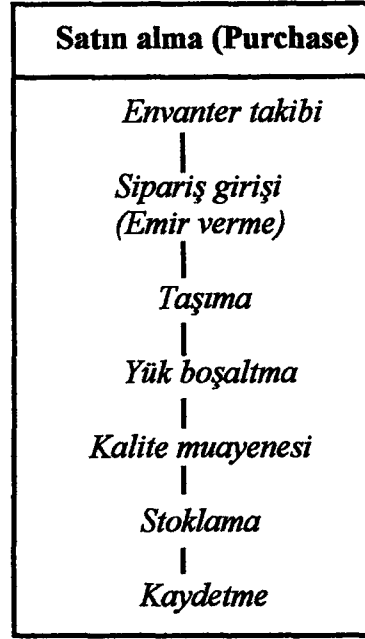 Satın alma (Purchase)
Envanter takibi
Sipariş girişi
(Emir verme)
Taşıma
Yük boşaltma
Kalite muayenesi
Stoklama
Kaydetme